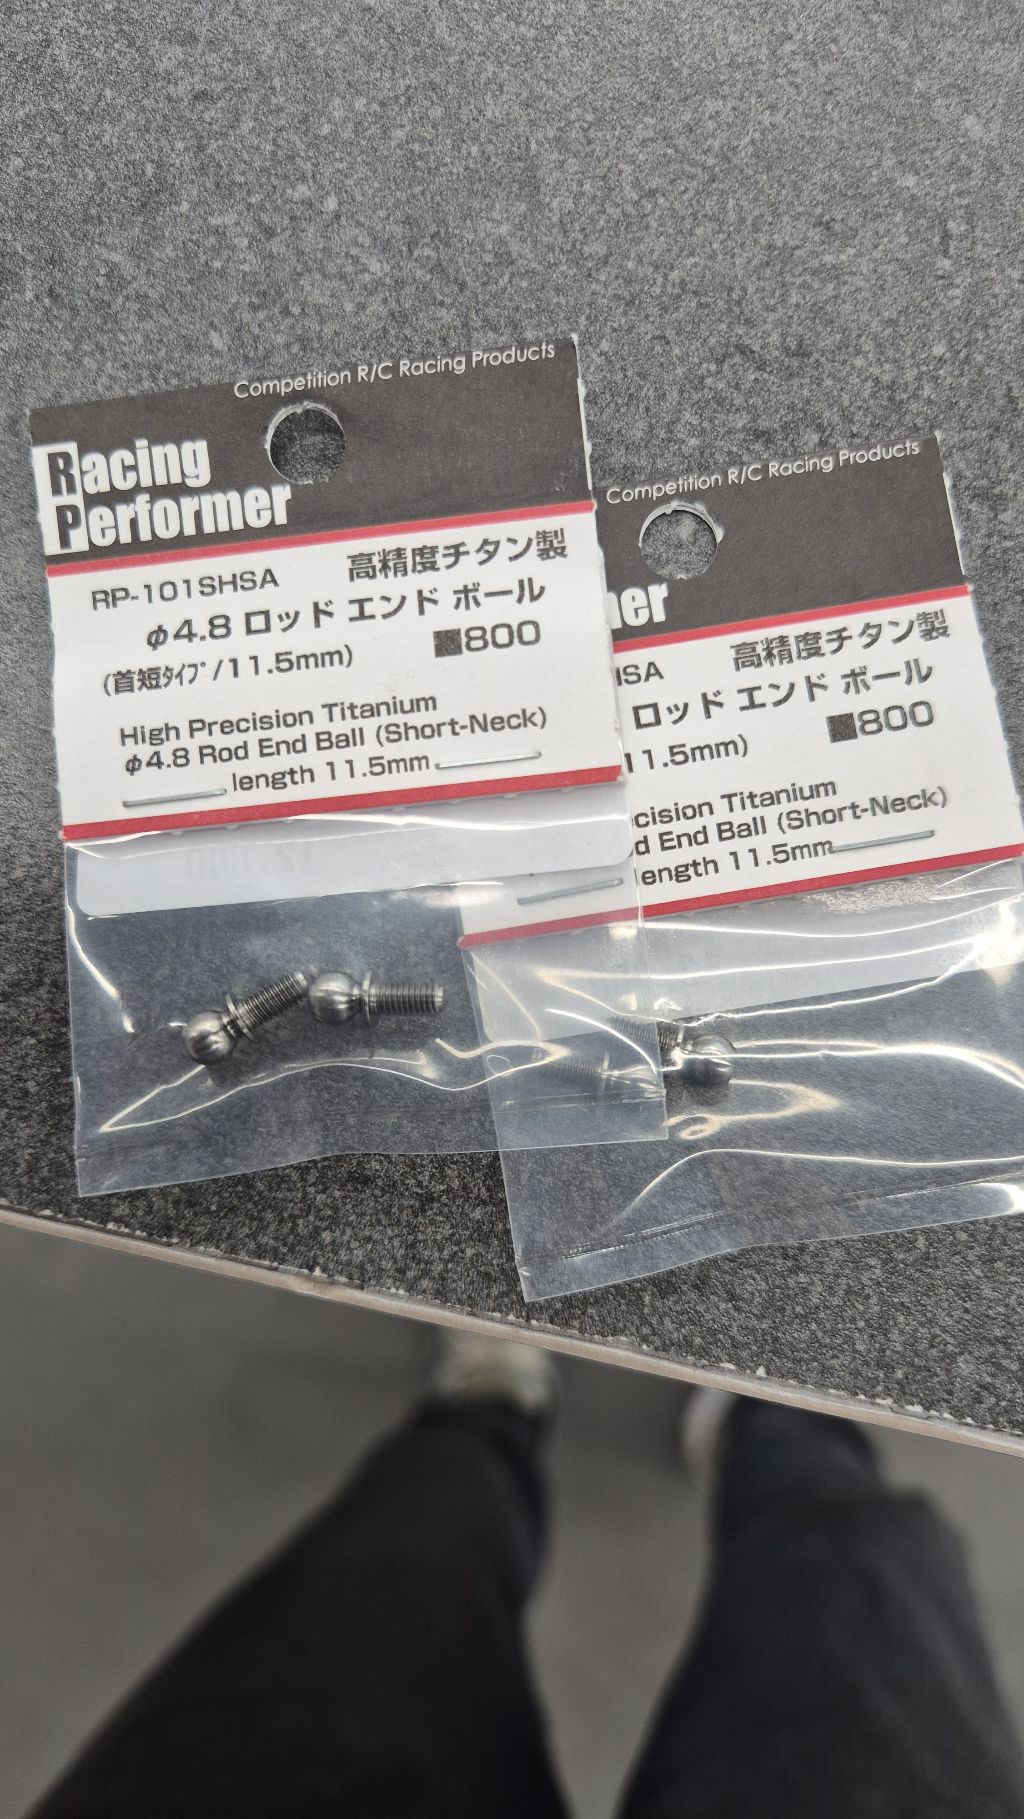 Competition R/C Racing Products
Racing
Performer
RP-101SHSA
高精度チタン製
φ4.8 ロッド エンド ボール
(首短ﾀｲﾌﾟ/11.5mm)
■800
High Precision Titanium
φ4.8 Rod End Ball (Short-Neck)
length 11.5mm
Competition R/C Racing Products
ner
HSA
高精度チタン製
ロッド エンド ボール
11.5mm)
■800
cision Titanium
d End Ball (Short-Neck)
length 11.5mm